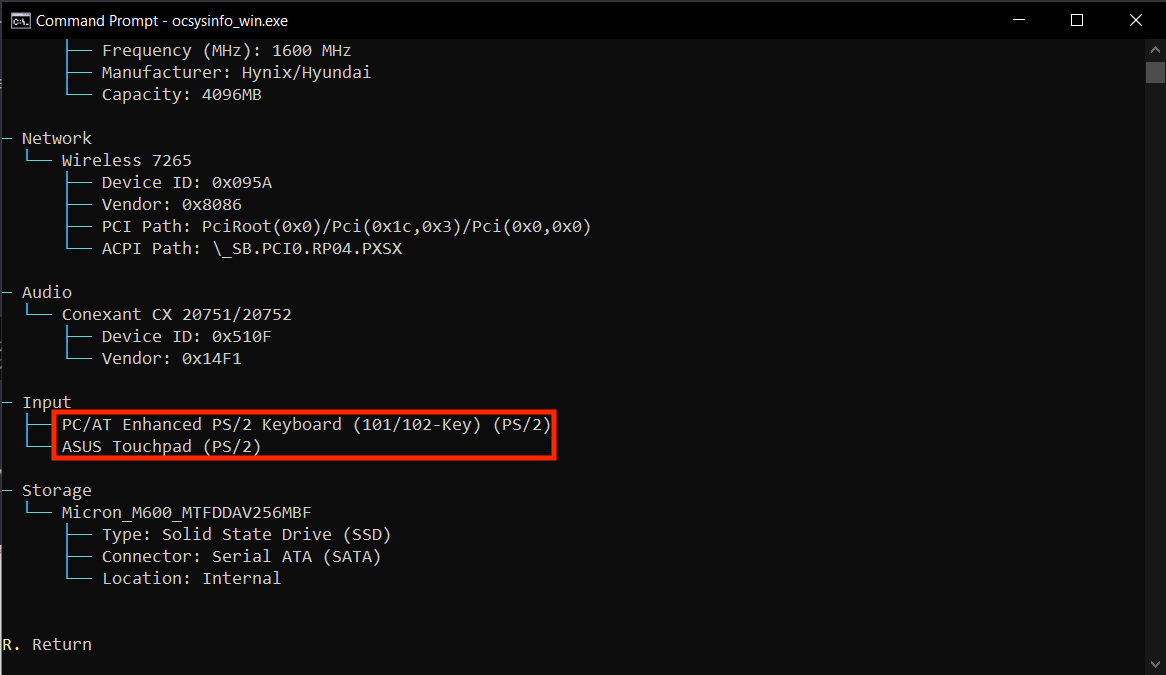 Command Prompt - ocsysinfo_win.exe
Frequency (MHz): 1600 MHz
Manufacturer: Hynix/Hyundai
Capacity: 4096MB
Network
Wireless 7265
Device ID: 0x095A
Vendor: 0x8086
PCI Path: PciRoot(0x0)/Pci(0x1c,0x3)/Pci(0x0,0x0)
ACPI Path: \_SB.PCI0.RP04.PXSX
Audio
Conexant CX 20751/20752
Device ID: 0x510F
Vendor: 0x14F1
Input
PC/AT Enhanced PS/2 Keyboard (101/102-Key) (PS/2)
ASUS Touchpad (PS/2)
Storage
Micron_M600_MTFDDAV256MBF
Type: Solid State Drive (SSD)
Connector: Serial ATA (SATA)
Location: Internal
R. Return